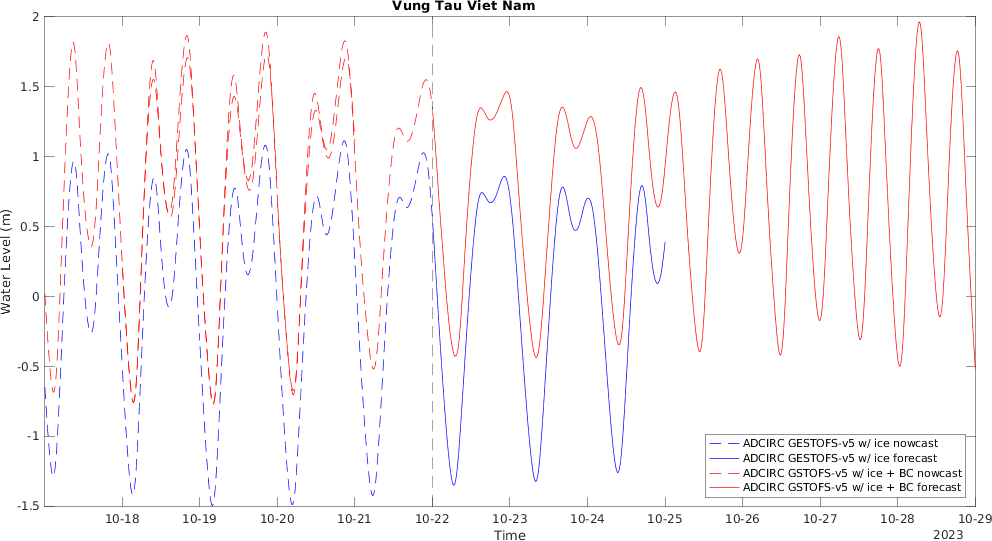 Vung Tau Viet Nam
2
1.5
1
0.5
0
-0.5
-1
-1.5
Water Level (m)
10-18 10-19 10-20 10-21 10-22 10-23 10-24 10-25 10-26 10-27 10-28 10-29
Time
2023
ADCIRC GESTOFS-v5 w/ ice nowcast
ADCIRC GESTOFS-v5 w/ ice forecast
ADCIRC GSTOFS-v5 w/ ice + BC nowcast
ADCIRC GSTOFS-v5 w/ ice + BC forecast